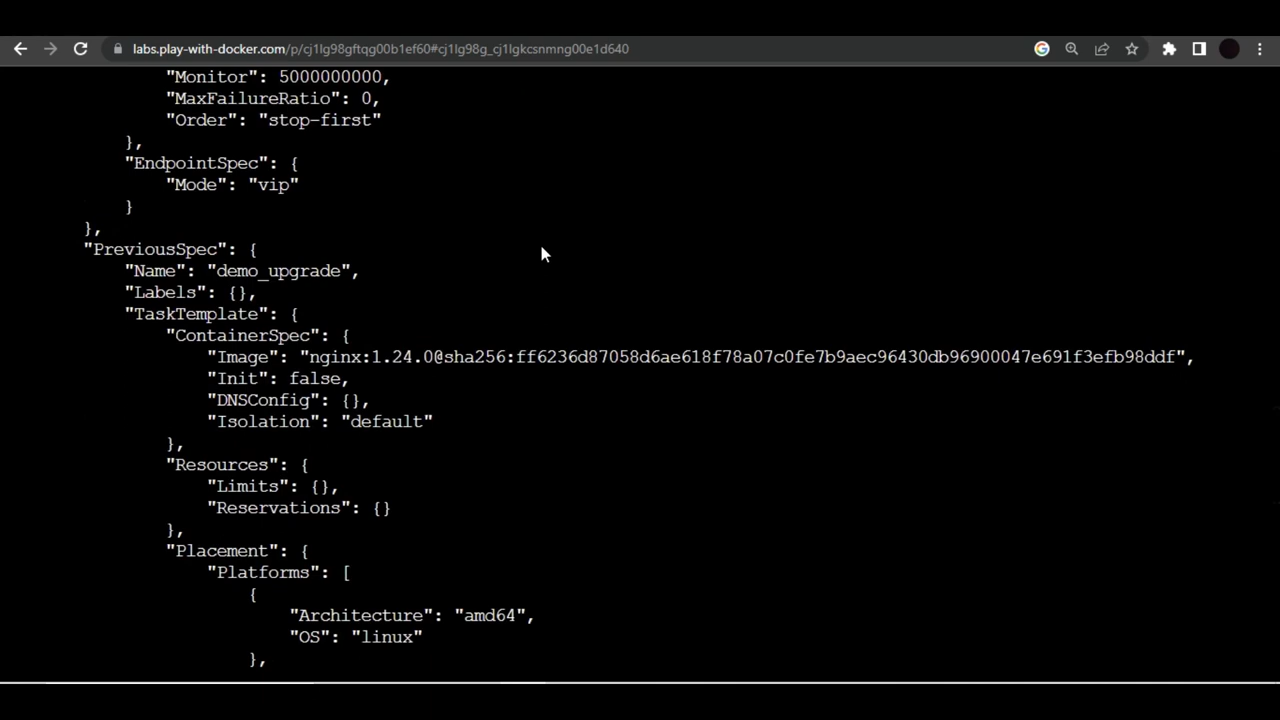 labs.play-with-docker.com/p/cj1lg98gftqg00b1ef60#cj1lg98g_cj1lgkcsnmng00e1d640
"Monitor": 5000000000,
"MaxFailureRatio": 0,
"Order": "stop-first"
},
"EndpointSpec": {
"Mode": "vip"
}
},
"PreviousSpec": {
"Name": "demo_upgrade",
"Labels": {},
"TaskTemplate": {
"ContainerSpec": {
"Image": "nginx:1.24.0@sha256:ff6236d87058d6ae618f78a07c0fe7b9aec96430db96900047e691f3efb98ddf",
"Init": false,
"DNSConfig": {},
"Isolation": "default"
},
"Resources": {
"Limits": {},
"Reservations": {}
},
"Placement": {
"Platforms": [
{
"Architecture": "amd64",
"OS": "linux"
},